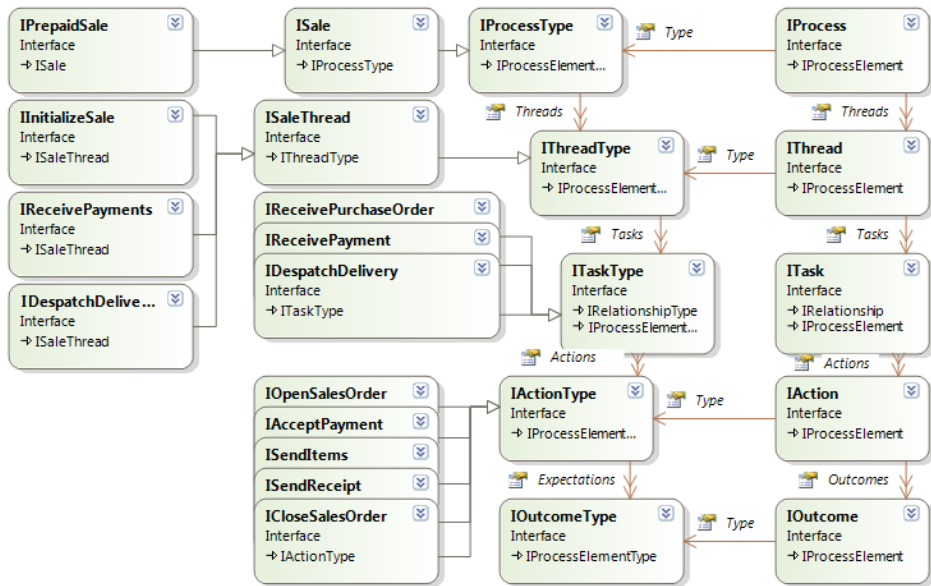 IPrepaidSale
Interface
ISale
ISale
Interface
IProcessType
IProcessType
Interface
IProcessElement...
Type
IProcess
Interface
IProcessElement
Threads
Threads
IInitializeSale
Interface
ISaleThread
ISaleThread
Interface
IThreadType
IThreadType
Interface
IProcessElement...
Type
IThread
Interface
IProcessElement
IReceivePayments
Interface
ISaleThread
IReceivePurchaseOrder
IReceivePayment
IDespatchDelivery
Interface
ITaskType
Tasks
Tasks
ITaskType
Interface
IRelationshipType
IProcessElement...
ITask
Interface
IRelationship
IProcessElement
IDespatchDelive...
Interface
ISaleThread
Actions
Actions
IOpenSalesOrder
IAcceptPayment
ISendItems
ISendReceipt
ICloseSalesOrder
Interface
IActionType
IActionType
Interface
IProcessElement...
Type
IAction
Interface
IProcessElement
Expectations
Outcomes
IOutcomeType
Interface
IProcessElementType
Type
IOutcome
Interface
IProcessElement